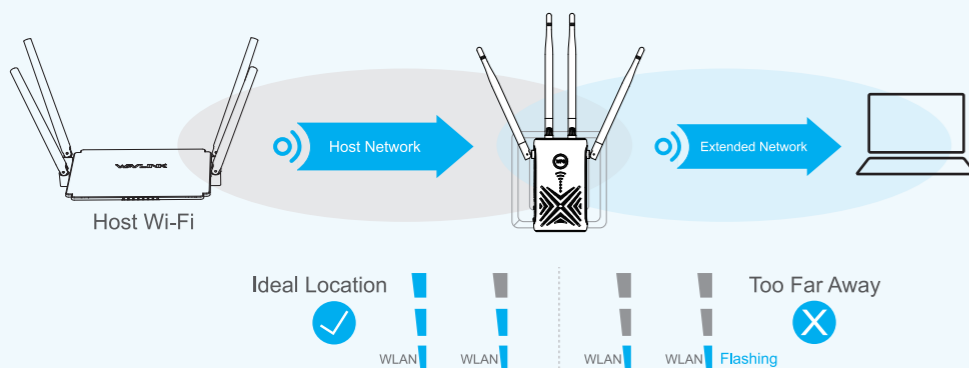 WAVLINK
Host Network
Extended Network
Host Wi-Fi
Ideal Location
Too Far Away
WLAN
WLAN
WLAN
WLAN
Flashing